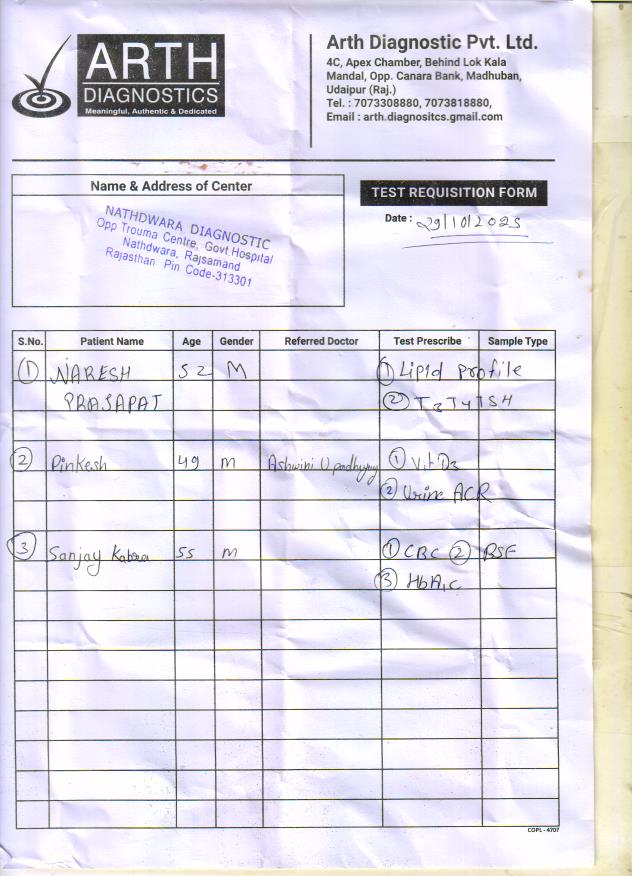 ARTH
DIAGNOSTICS
Meaningful, Authentic & Dedicated
Arth Diagnostic Pvt. Ltd.
4C, Apex Chamber, Behind Lok Kala
Mandal, Opp. Canara Bank, Madhuban,
Udaipur (Raj.)
Tel. : 7073308880, 7073818880,
Email : arth.diagnositcs.gmail.com
Name & Address of Center
NATHDWARA DIAGNOSTIC
Opp Trouma Centre, Govt.Hospital
Nathdwara, Rajsamand
Rajasthan Pin Code-313301
TEST REQUISITION FORM
Date : 29/10/2025
S.No. Patient Name Age Gender Referred Doctor Test Prescribe Sample Type
1 NARESH 52 M 1 Lipid profile
PRAJAPAT 2 T3 T4 TSH
2 Pinkesh 49 M Ashwini Upadhyay 1 Vit D3
2 Urine ACR
3 Sanjay 55 M 1 CBC 2 BSF
3 HbA1c
COPL - 4707